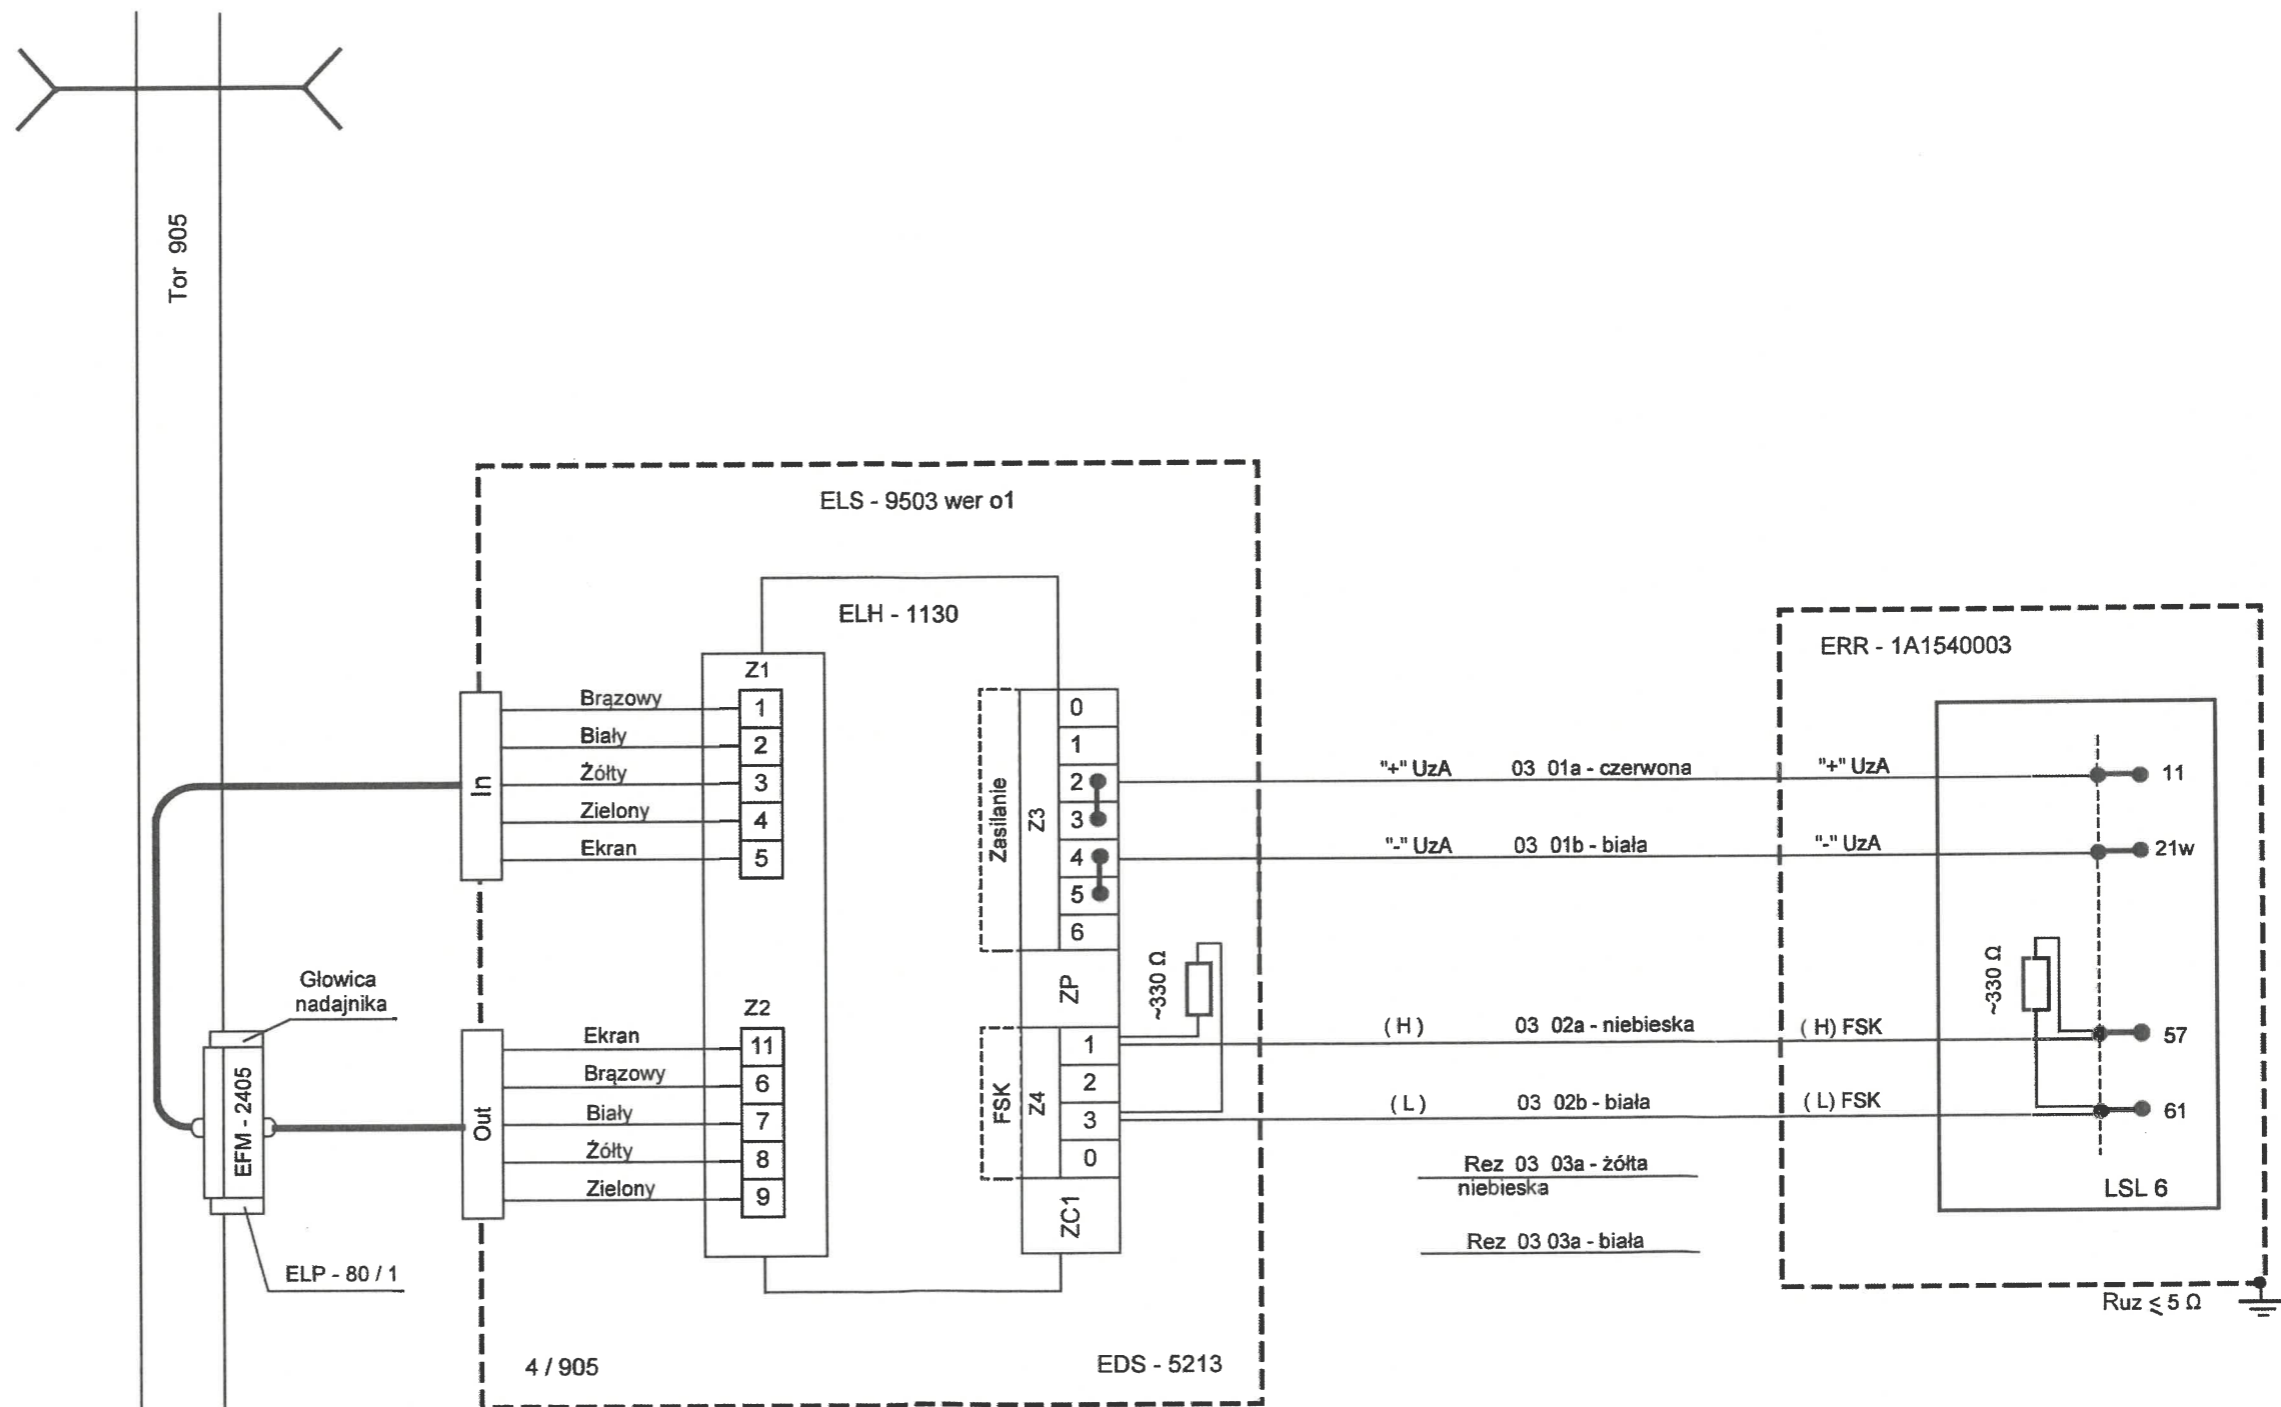 Tor 905
ELS - 9503 wer o1
ELH - 1130
Z1
In
Brązowy
1
Biały
2
Żółty
3
Zielony
4
Ekran
5
Z2
Out
Ekran
11
Brązowy
6
Biały
7
Żółty
8
Zielony
9
Głowica
nadajnika
EFM - 2405
ELP - 80 / 1
Zasilanie
Z3
0
1
2
3
4
5
6
ZP
FSK
Z4
1
2
3
0
ZC1
~330 Ω
4 / 905
EDS - 5213
"+" UzA 03 01a - czerwona "+" UzA
"-" UzA 03 01b - biała "-" UzA
( H ) 03 02a - niebieska ( H) FSK
( L ) 03 02b - biała ( L) FSK
Rez 03 03a - żółta
niebieska
Rez 03 03a - biała
ERR - 1A1540003
11
21w
~330 Ω
57
61
LSL 6
Ruz ⩽ 5 Ω